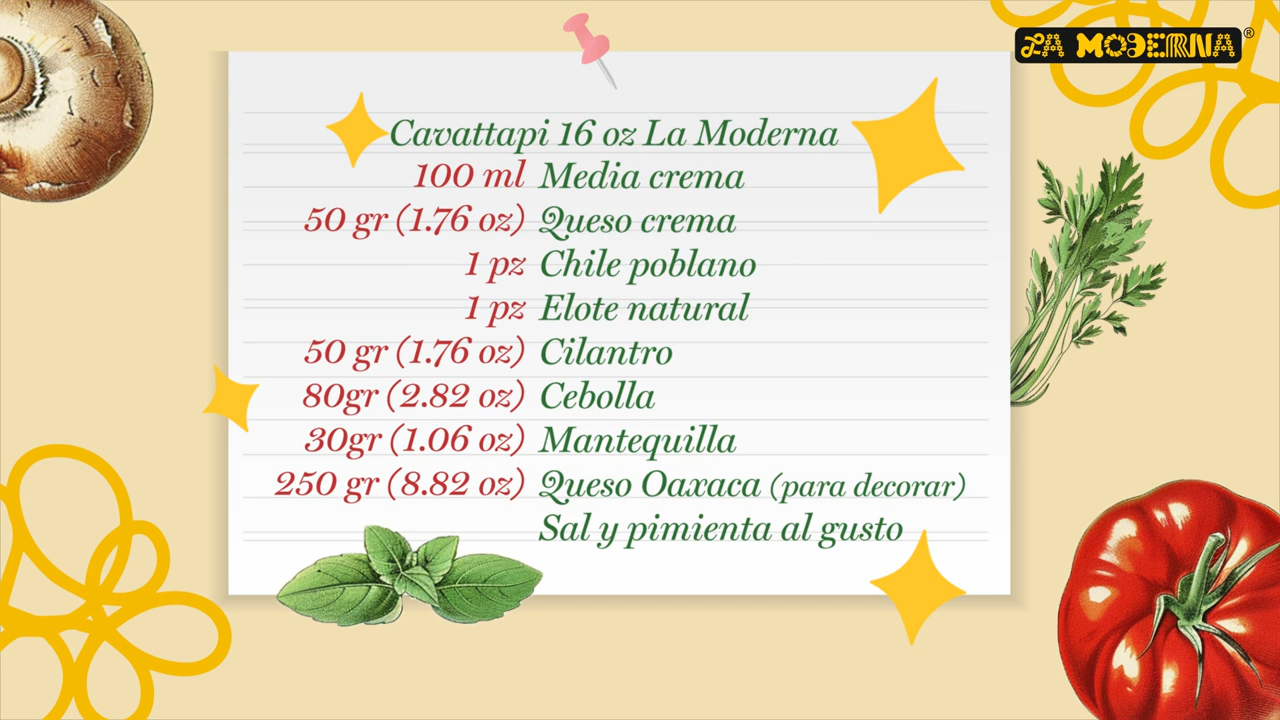 LA MODERNA®
Cavattapi 16 oz La Moderna
100 ml Media crema
50 gr (1.76 oz) Queso crema
1 pz Chile poblano
1 pz Elote natural
50 gr (1.76 oz) Cilantro
80gr (2.82 oz) Cebolla
30gr (1.06 oz) Mantequilla
250 gr (8.82 oz) Queso Oaxaca (para decorar)
Sal y pimienta al gusto